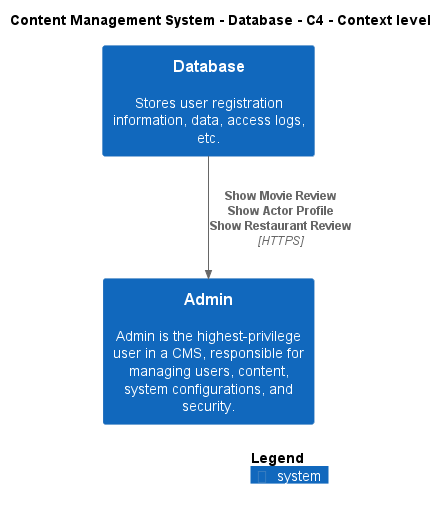 Content Management System - Database - C4 - Context level
Database
Stores user registration
information, data, access logs,
etc.
Show Movie Review
Show Actor Profile
Show Restaurant Review
[HTTPS]
Admin
Admin is the highest-privilege
user in a CMS, responsible for
managing users, content,
system configurations, and
security.
Legend
system